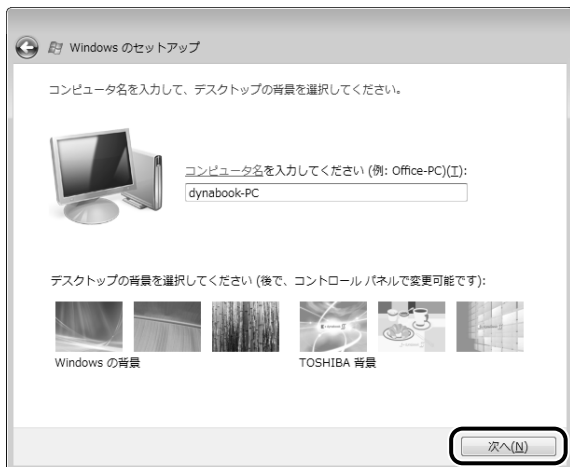 Windows のセットアップ
コンピュータ名を入力して、デスクトップの背景を選択してください。
コンピュータ名を入力してください (例: Office-PC)(T):
dynabook-PC
デスクトップの背景を選択してください (後で、コントロール パネルで変更可能です):
Windows の背景
TOSHIBA 背景
次へ(N)